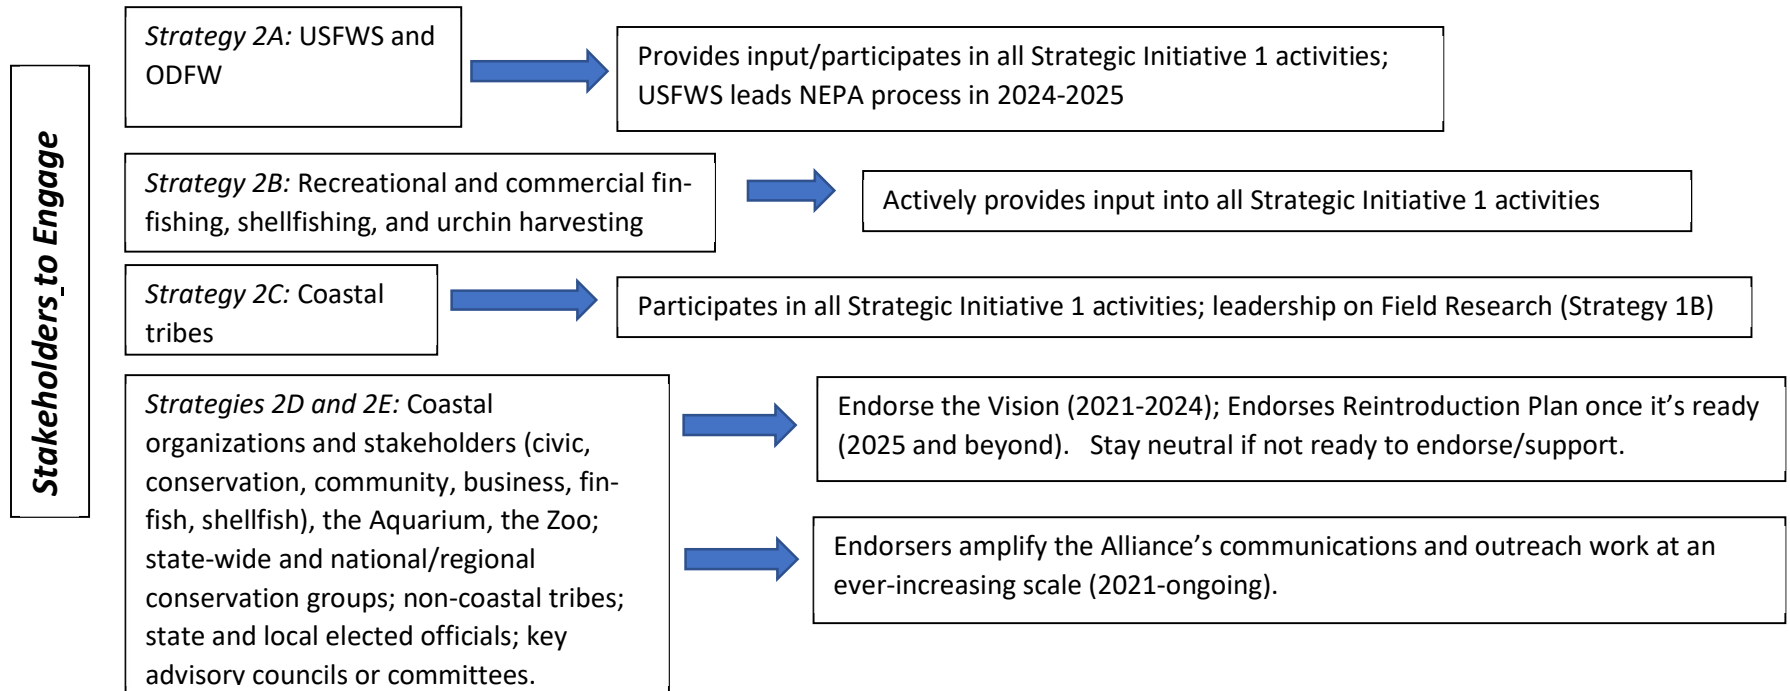 Stakeholders to Engage
Strategy 2A: USFWS and
ODFW
Provides input/participates in all Strategic Initiative 1 activities;
USFWS leads NEPA process in 2024-2025
Strategy 2B: Recreational and commercial fin-
fishing, shellfishing, and urchin harvesting
Actively provides input into all Strategic Initiative 1 activities
Strategy 2C: Coastal
tribes
Participates in all Strategic Initiative 1 activities; leadership on Field Research (Strategy 1B)
Strategies 2D and 2E: Coastal
organizations and stakeholders (civic,
conservation, community, business, fin-
fish, shellfish), the Aquarium, the Zoo;
state-wide and national/regional
conservation groups; non-coastal tribes;
state and local elected officials; key
advisory councils or committees.
Endorse the Vision (2021-2024); Endorses Reintroduction Plan once it’s ready
(2025 and beyond).   Stay neutral if not ready to endorse/support.
Endorsers amplify the Alliance’s communications and outreach work at an
ever-increasing scale (2021-ongoing).